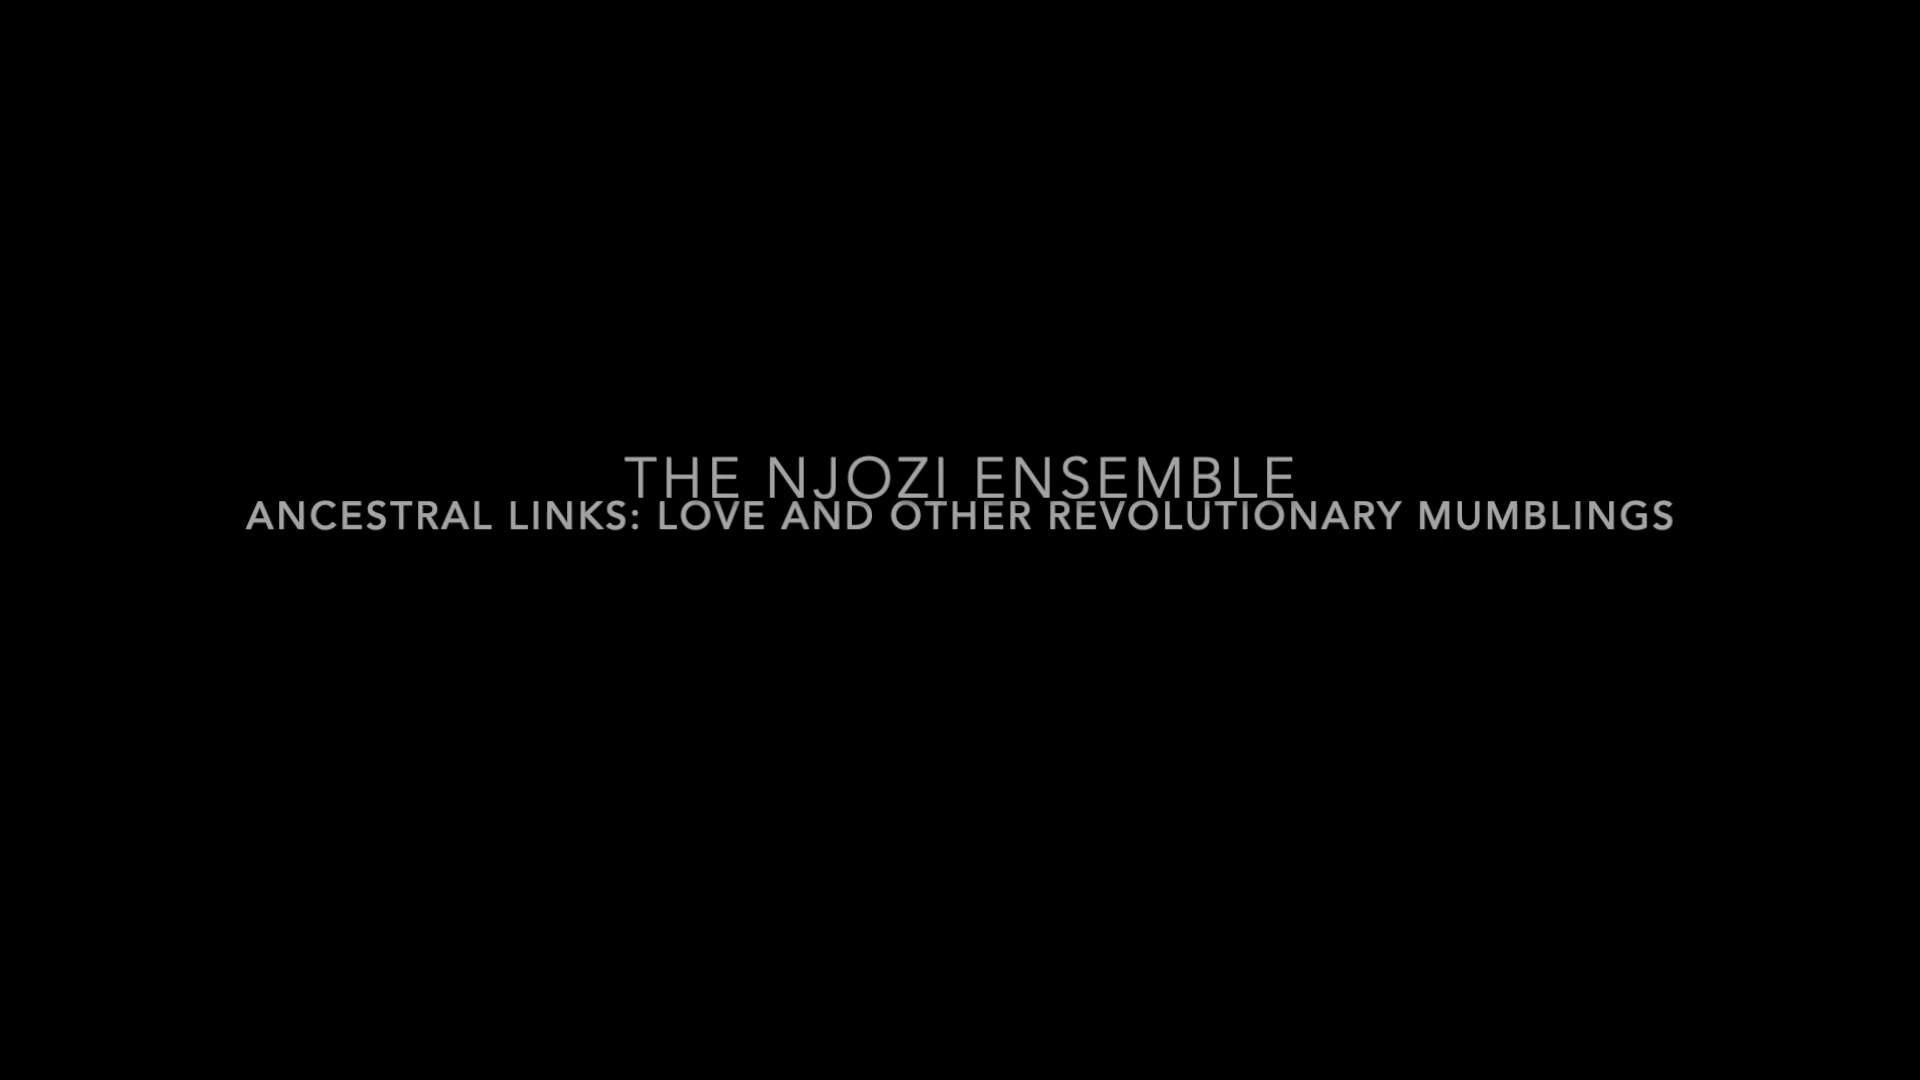 THE NJOZI ENSEMBLE
ANCESTRAL LINKS: LOVE AND OTHER REVOLUTIONARY MUMBLINGS